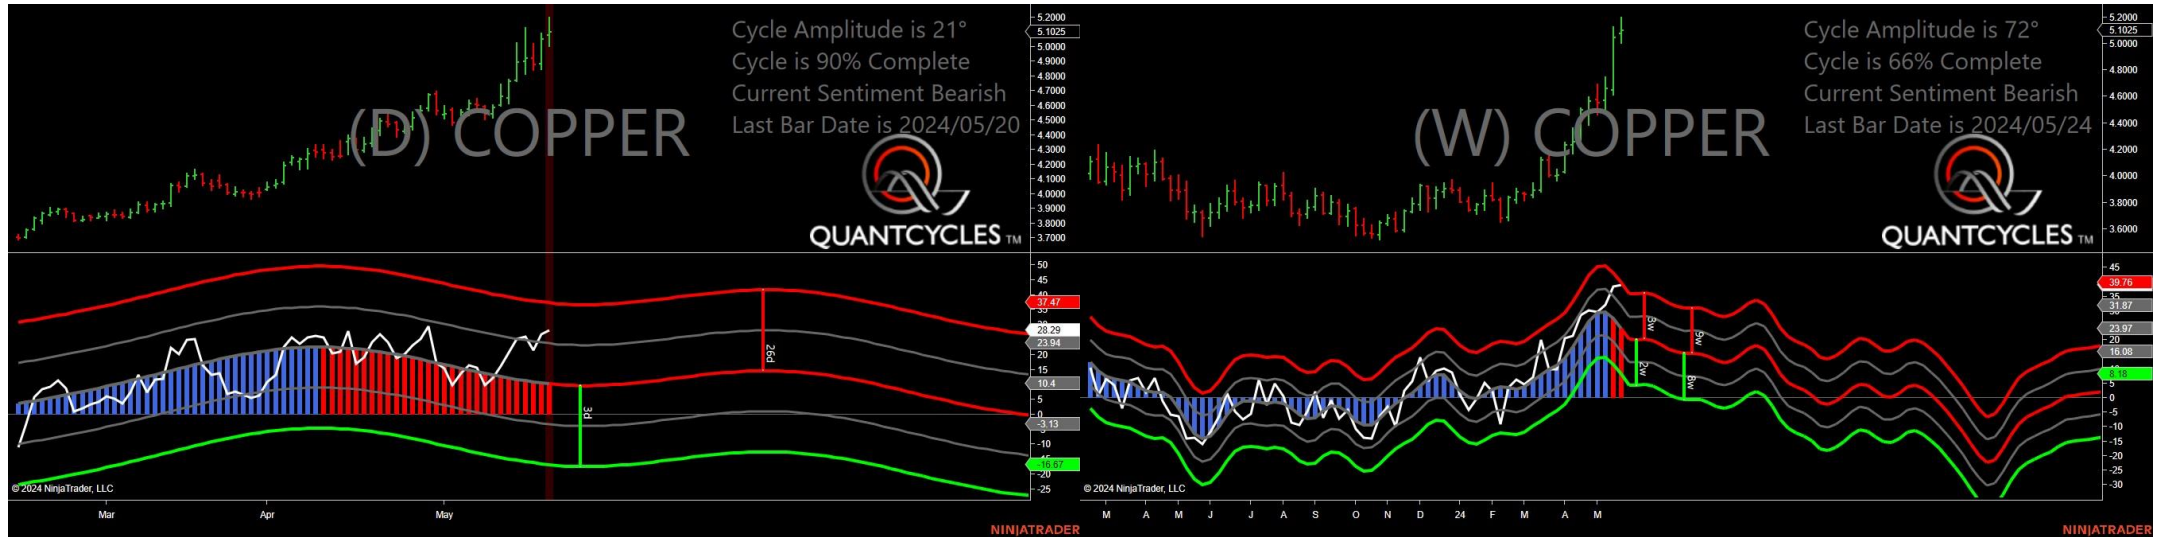 Cycle Amplitude is 21°
Cycle is 90% Complete
Current Sentiment Bearish
Last Bar Date is 2024/05/20
(D) COPPER
QUANTCYCLES TM
5.2000
5.1025
5.0000
4.9000
4.8000
4.7000
4.6000
4.5000
4.4000
4.3000
4.2000
4.1000
4.0000
3.9000
3.8000
3.7000
50
45
37.47
35
28.29
23.94
20
15
10.4
5
0
-3.13
-10
-16.67
-20
-25
26d
3d
© 2024 NinjaTrader, LLC
Mar
Apr
May
NINJATRADER
Cycle Amplitude is 72°
Cycle is 66% Complete
Current Sentiment Bearish
Last Bar Date is 2024/05/24
(W) COPPER
QUANTCYCLES TM
5.2000
5.1025
5.0000
4.8000
4.6000
4.4000
4.2000
4.0000
3.8000
3.6000
45
39.76
35
31.87
23.97
20
16.08
8.18
5
0
-5
-10
-15
-20
-25
-30
9w
2w
8w
© 2024 NinjaTrader, LLC
M A M J J A S O N D 24 F M A M
NINJATRADER